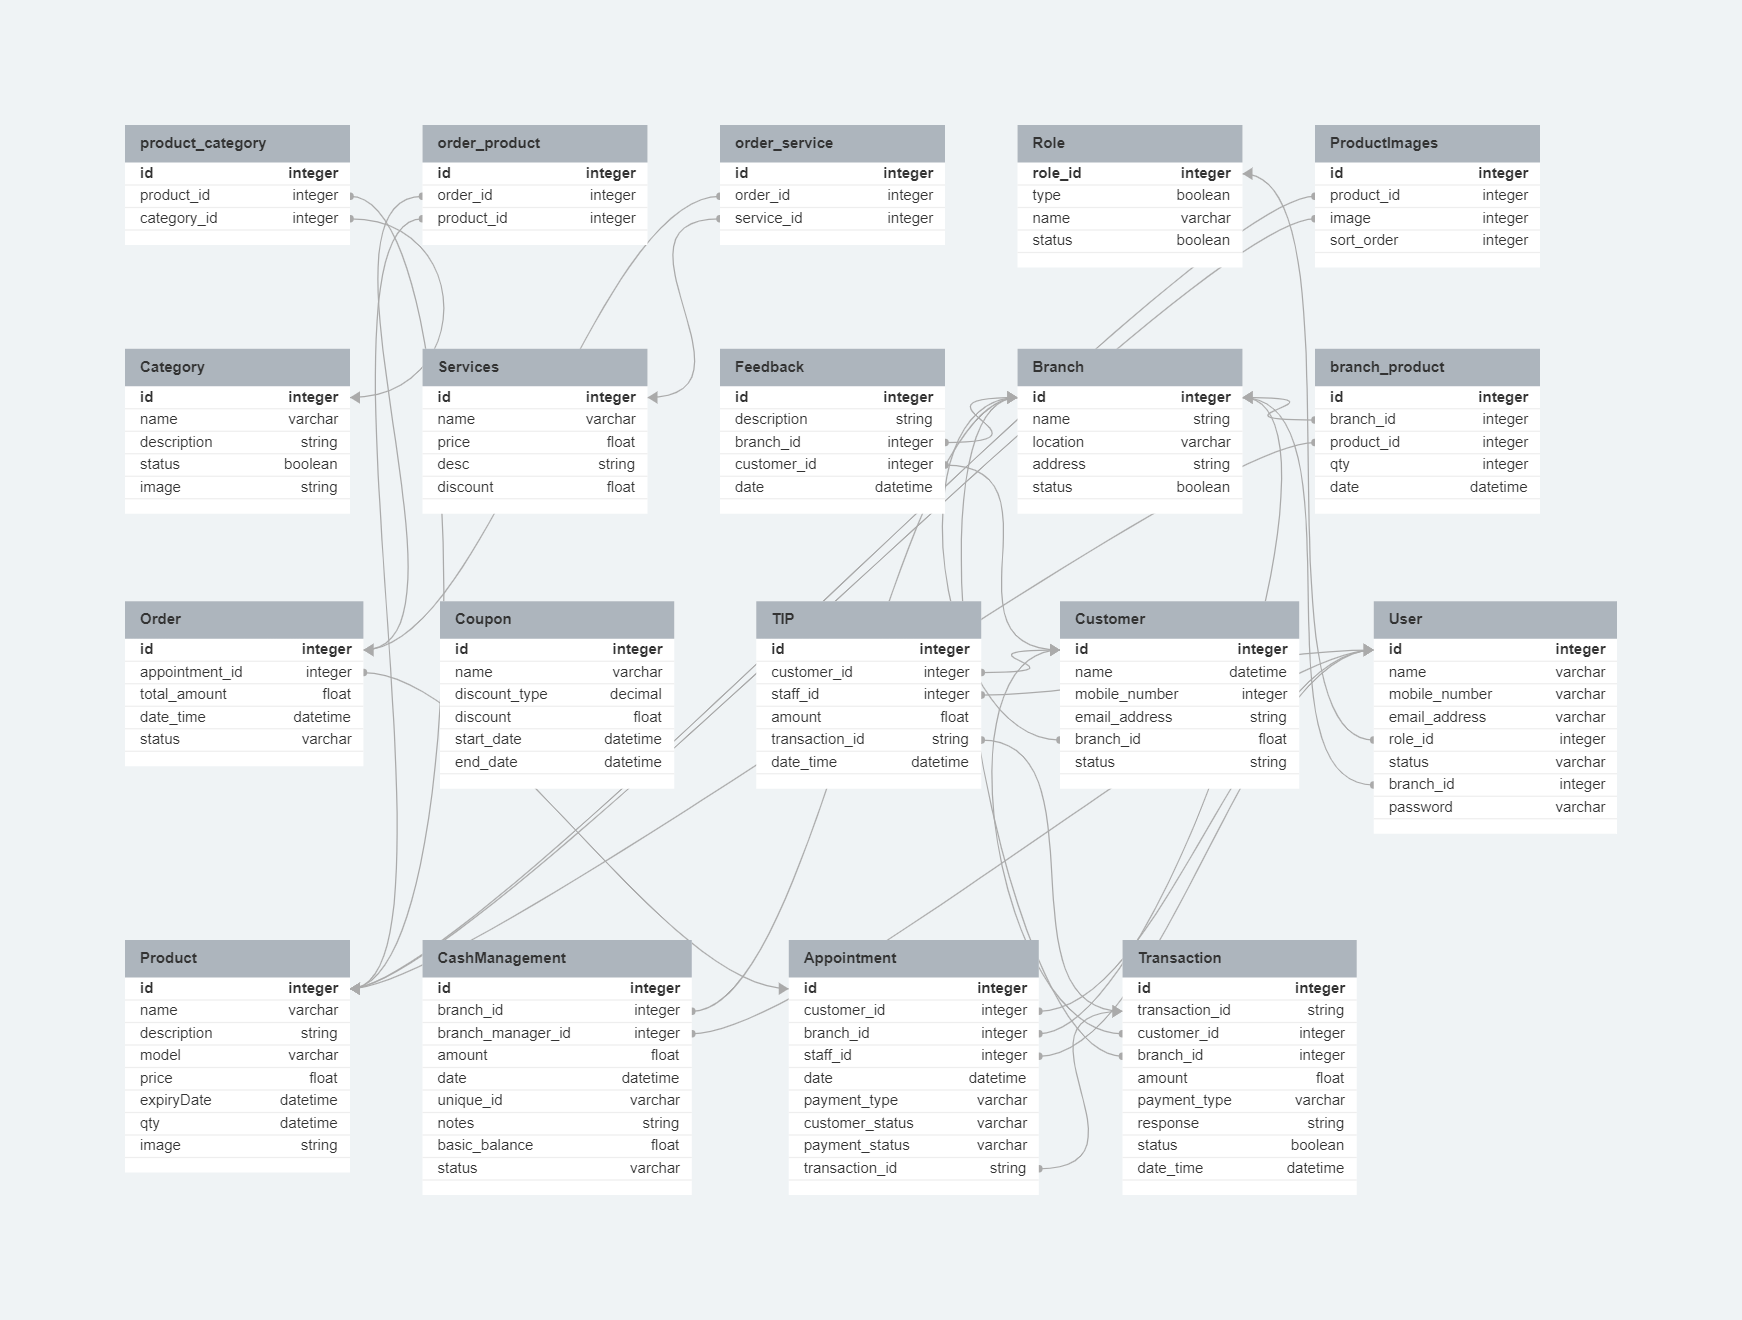 product_category
id integer
product_id integer
category_id integer
order_product
id integer
order_id integer
product_id integer
order_service
id integer
order_id integer
service_id integer
Role
role_id integer
type boolean
name varchar
status boolean
ProductImages
id integer
product_id integer
image integer
sort_order integer
Category
id integer
name varchar
description string
status boolean
image string
Services
id integer
name varchar
price float
desc string
discount float
Feedback
id integer
description string
branch_id integer
customer_id integer
date datetime
Branch
id integer
name string
location varchar
address string
status boolean
branch_product
id integer
branch_id integer
product_id integer
qty integer
date datetime
Order
id integer
appointment_id integer
total_amount float
date_time datetime
status varchar
Coupon
id integer
name varchar
discount_type decimal
discount float
start_date datetime
end_date datetime
TIP
id integer
customer_id integer
staff_id integer
amount float
transaction_id string
date_time datetime
Customer
id integer
name datetime
mobile_number integer
email_address string
branch_id float
status string
User
id integer
name varchar
mobile_number varchar
email_address varchar
role_id integer
status varchar
branch_id integer
password varchar
Product
id integer
name varchar
description string
model varchar
price float
expiryDate datetime
qty datetime
image string
CashManagement
id integer
branch_id integer
branch_manager_id integer
amount float
date datetime
unique_id varchar
notes string
basic_balance float
status varchar
Appointment
id integer
customer_id integer
branch_id integer
staff_id integer
date datetime
payment_type varchar
customer_status varchar
payment_status varchar
transaction_id string
Transaction
id integer
transaction_id string
customer_id integer
branch_id integer
amount float
payment_type varchar
response string
status boolean
date_time datetime